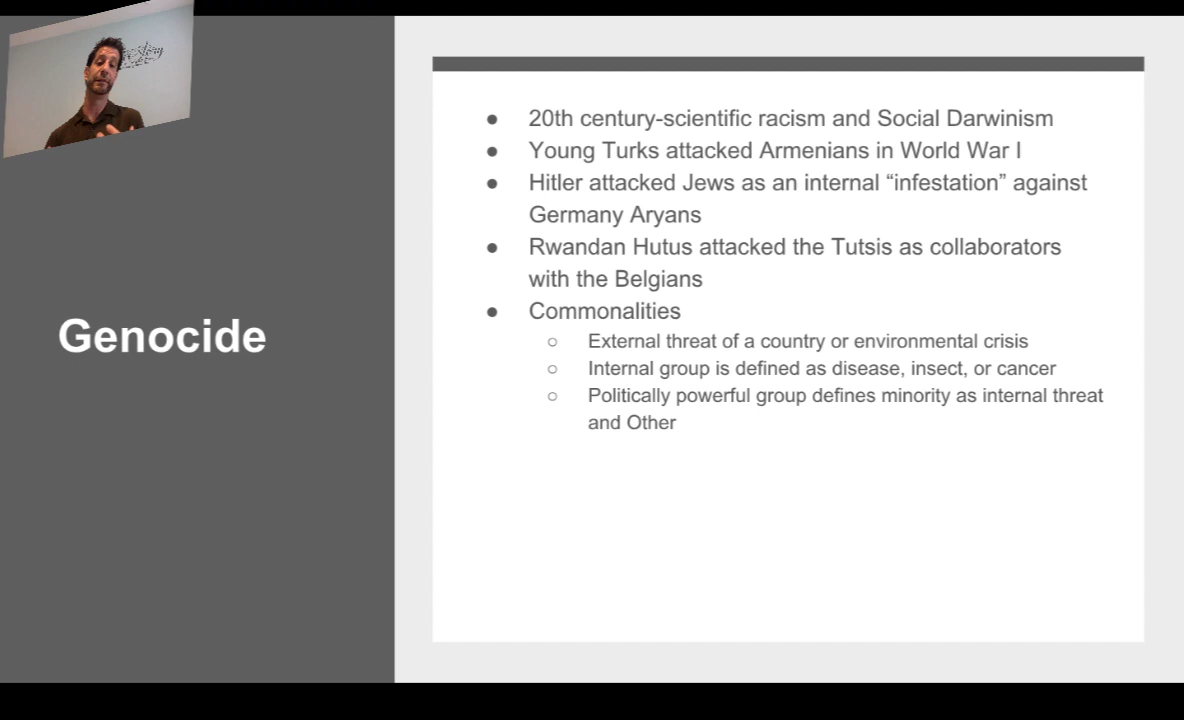 Genocide
● 20th century-scientific racism and Social Darwinism
● Young Turks attacked Armenians in World War I
● Hitler attacked Jews as an internal “infestation” against
Germany Aryans
● Rwandan Hutus attacked the Tutsis as collaborators
with the Belgians
● Commonalities
○ External threat of a country or environmental crisis
○ Internal group is defined as disease, insect, or cancer
○ Politically powerful group defines minority as internal threat
and Other